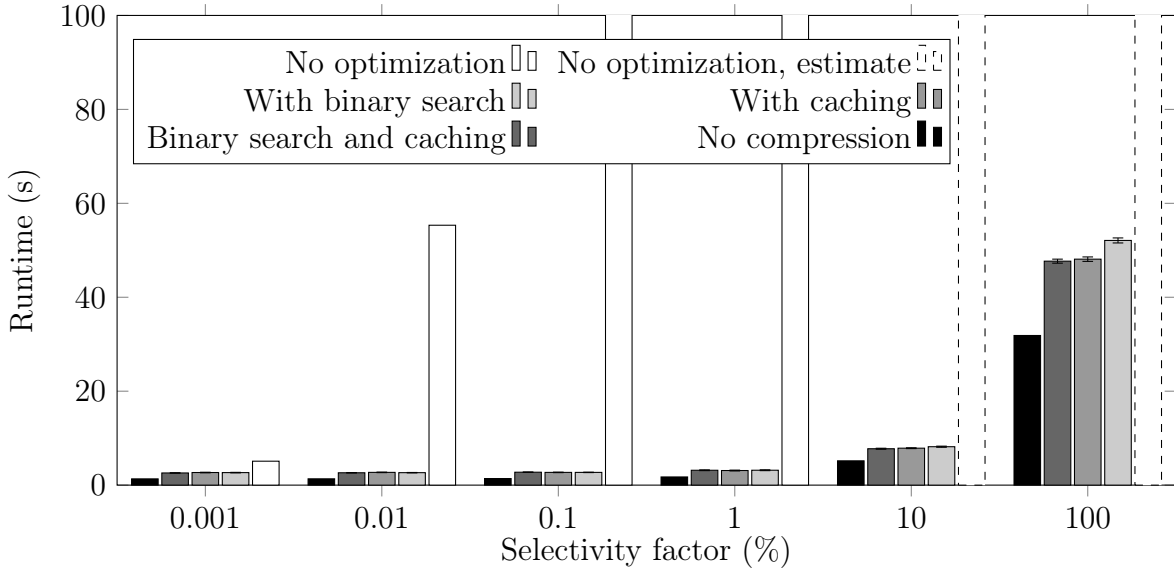 100
80
60
40
20
0
Runtime (s)
No optimization
No optimization, estimate
With binary search
With caching
Binary search and caching
No compression
0.001
0.01
0.1
1
10
100
Selectivity factor (%)